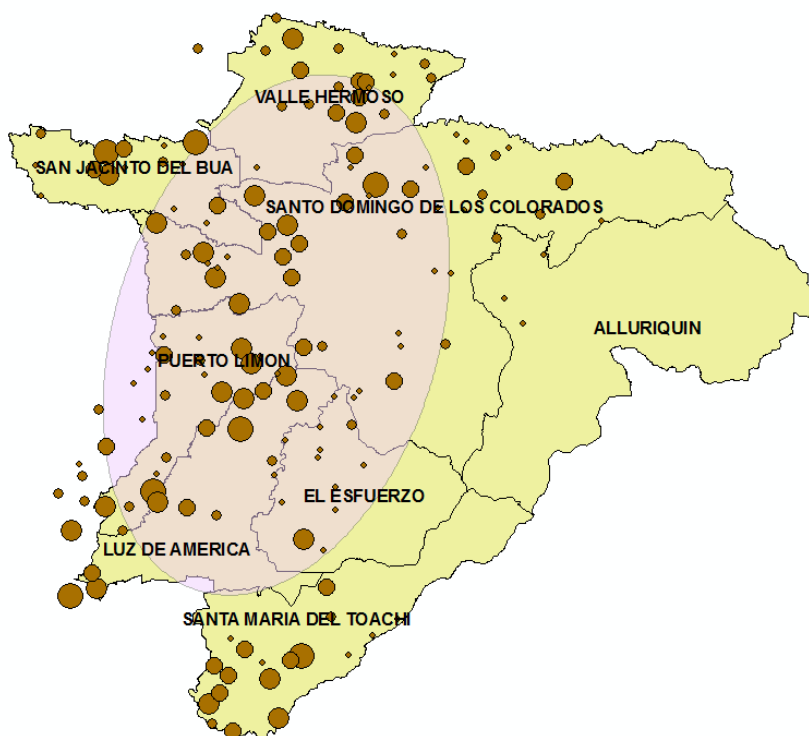 VALLE HERMOSO
SAN JACINTO DEL BUA
SANTO DOMINGO DE LOS COLORADOS
ALLURIQUIN
PUERTO LIMON
EL ESFUERZO
LUZ DE AMERICA
SANTA MARIA DEL TOACHI